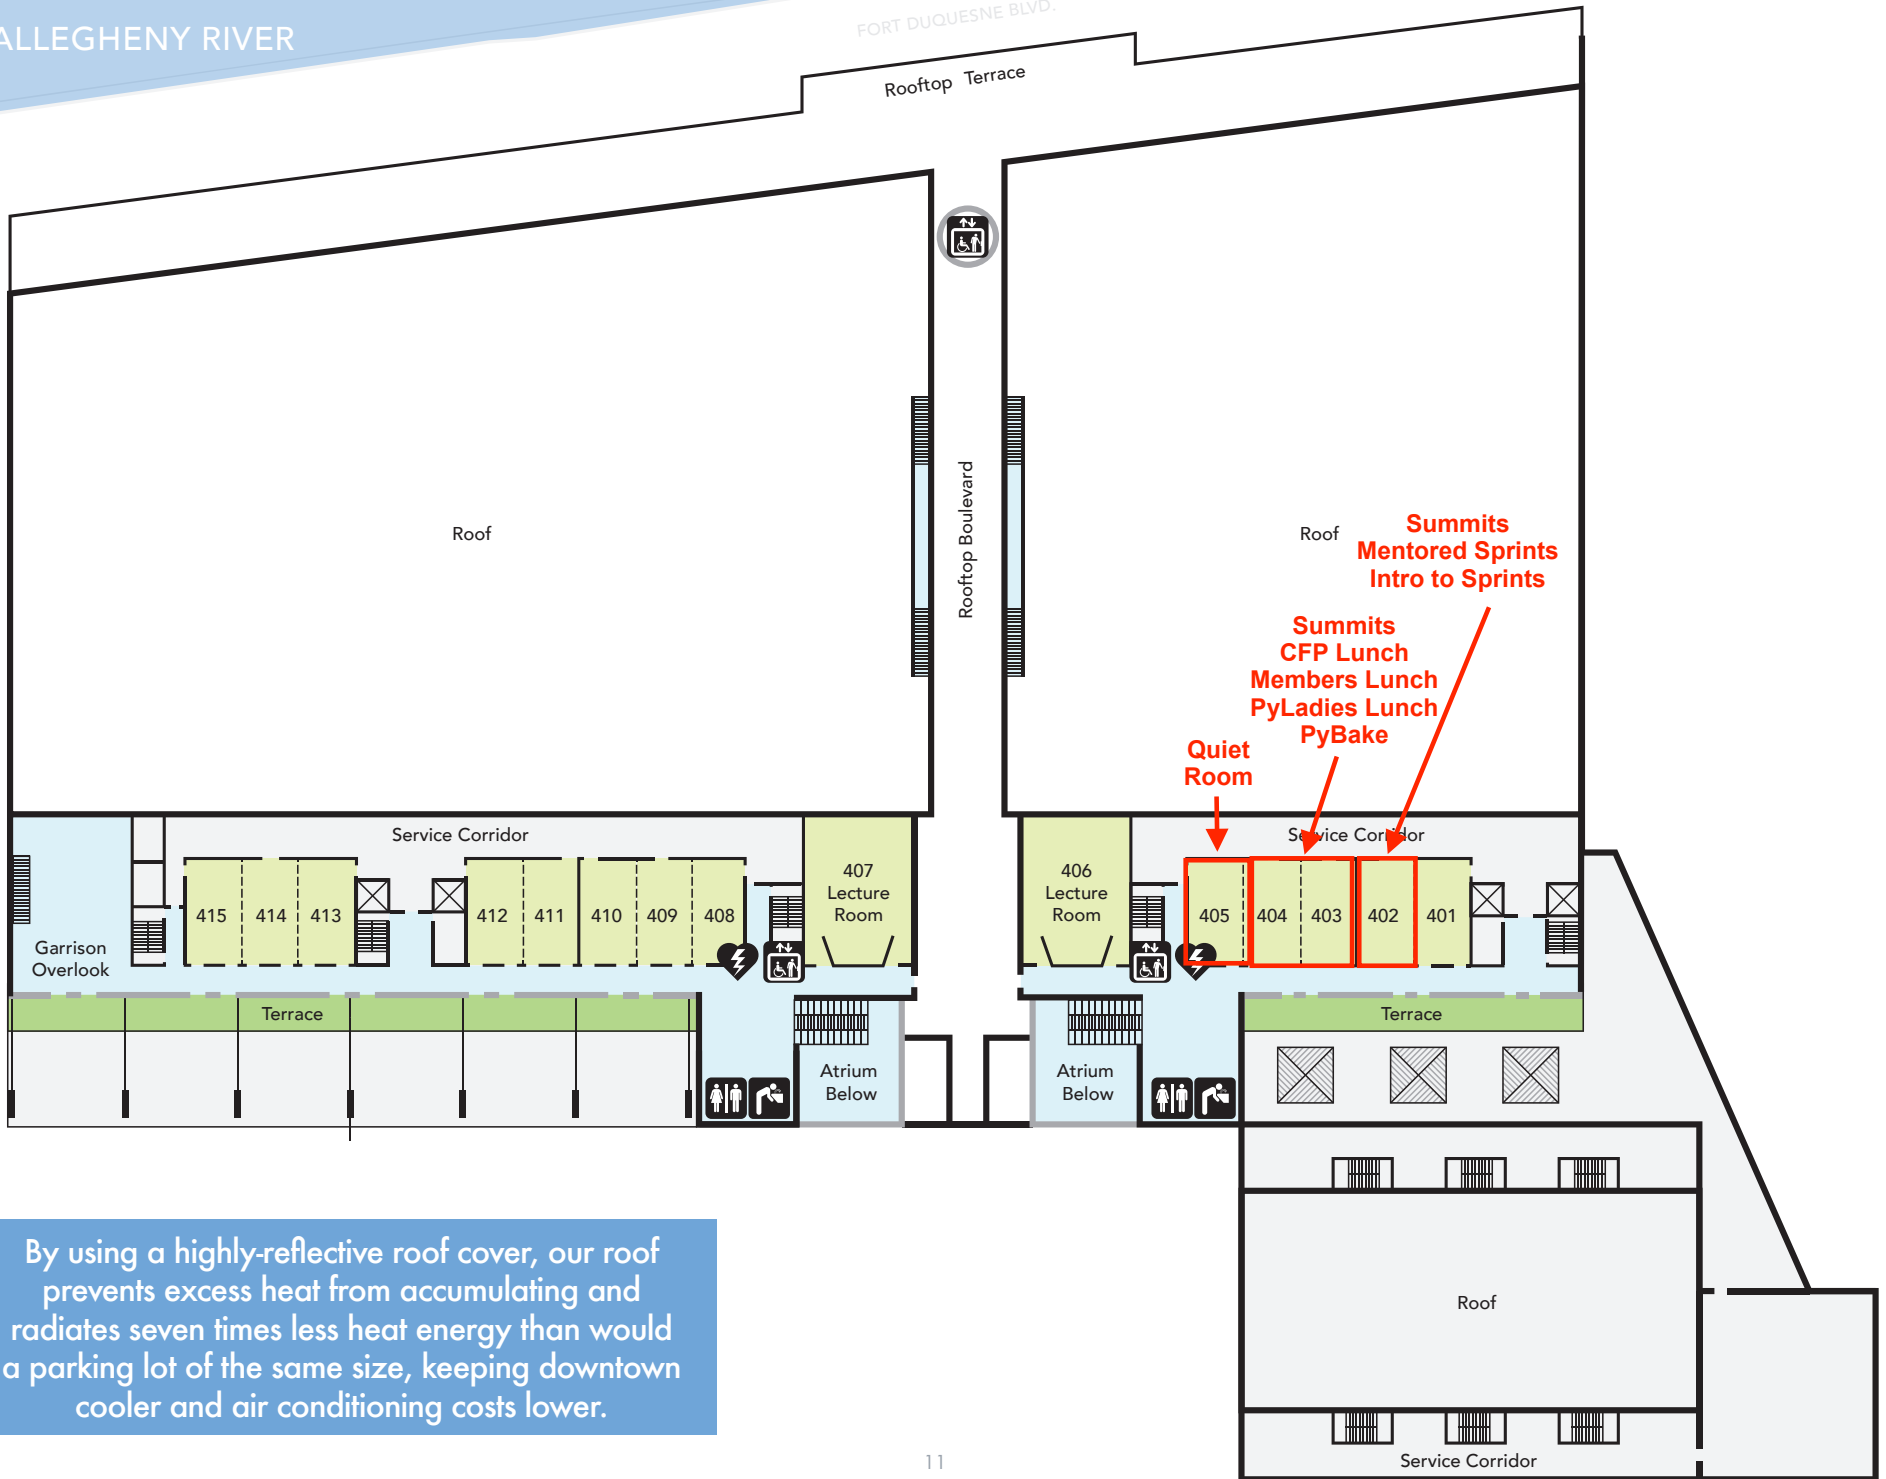 ALLEGHENY RIVER
FORT DUQUESNE BLVD.
Rooftop Terrace
Rooftop Boulevard
Roof
Roof
Summits
Mentored Sprints
Intro to Sprints
Summits
CFP Lunch
Members Lunch
PyLadies Lunch
PyBake
Quiet
Room
Service Corridor
Service Corridor
407
Lecture
Room
406
Lecture
Room
415
414
413
412
411
410
409
408
405
404
403
402
401
Garrison
Overlook
Terrace
Terrace
Atrium
Below
Atrium
Below
By using a highly-reflective roof cover, our roof
prevents excess heat from accumulating and
radiates seven times less heat energy than would
a parking lot of the same size, keeping downtown
cooler and air conditioning costs lower.
Roof
Service Corridor
11